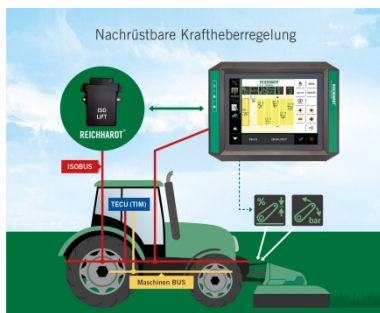 Nachrüstbare Kraftheberregelung
ISO
LIFT
REICHHARDT
REICHHARDT
ISOBUS
TECU (TIM)
%
bar
Maschinen BUS